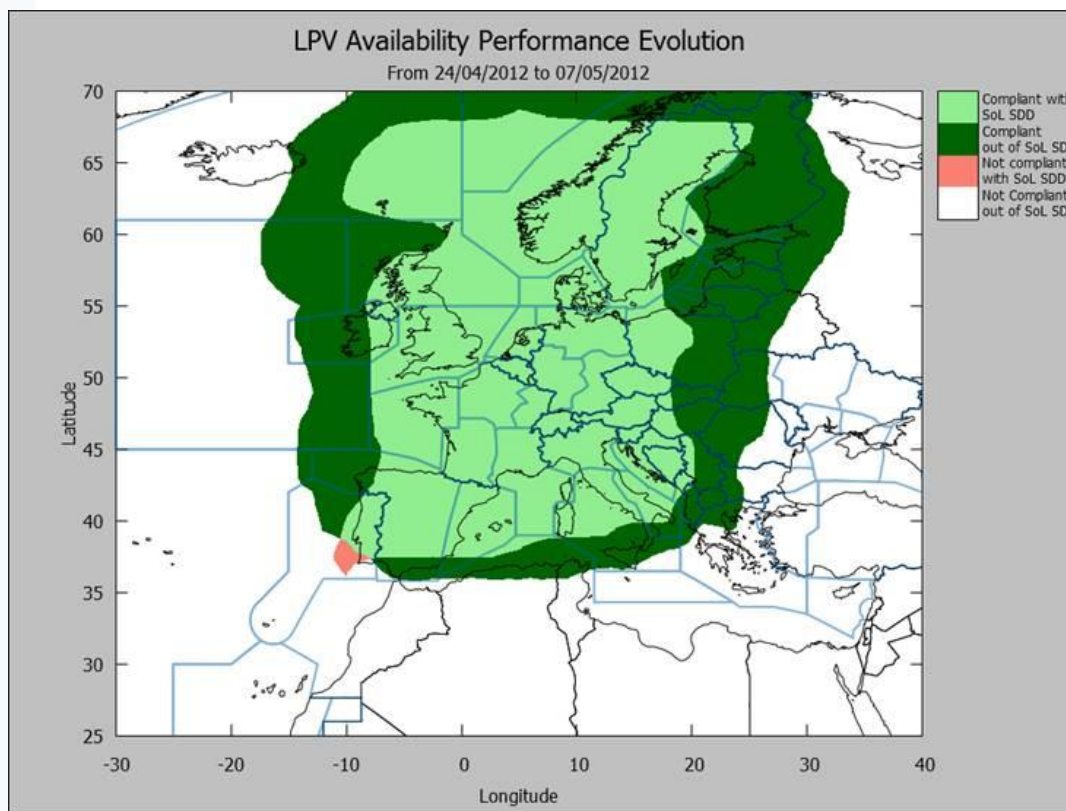 LPV Availability Performance Evolution
From 24/04/2012 to 07/05/2012
Compliant with
SoL SDD
Compliant
out of SoL SD
Not compliant
with SoL SDD
Not Compliant
out of SoL SD
70
65
60
55
50
45
40
35
30
25
Latitude
-30
-20
-10
0
10
20
30
40
Longitude